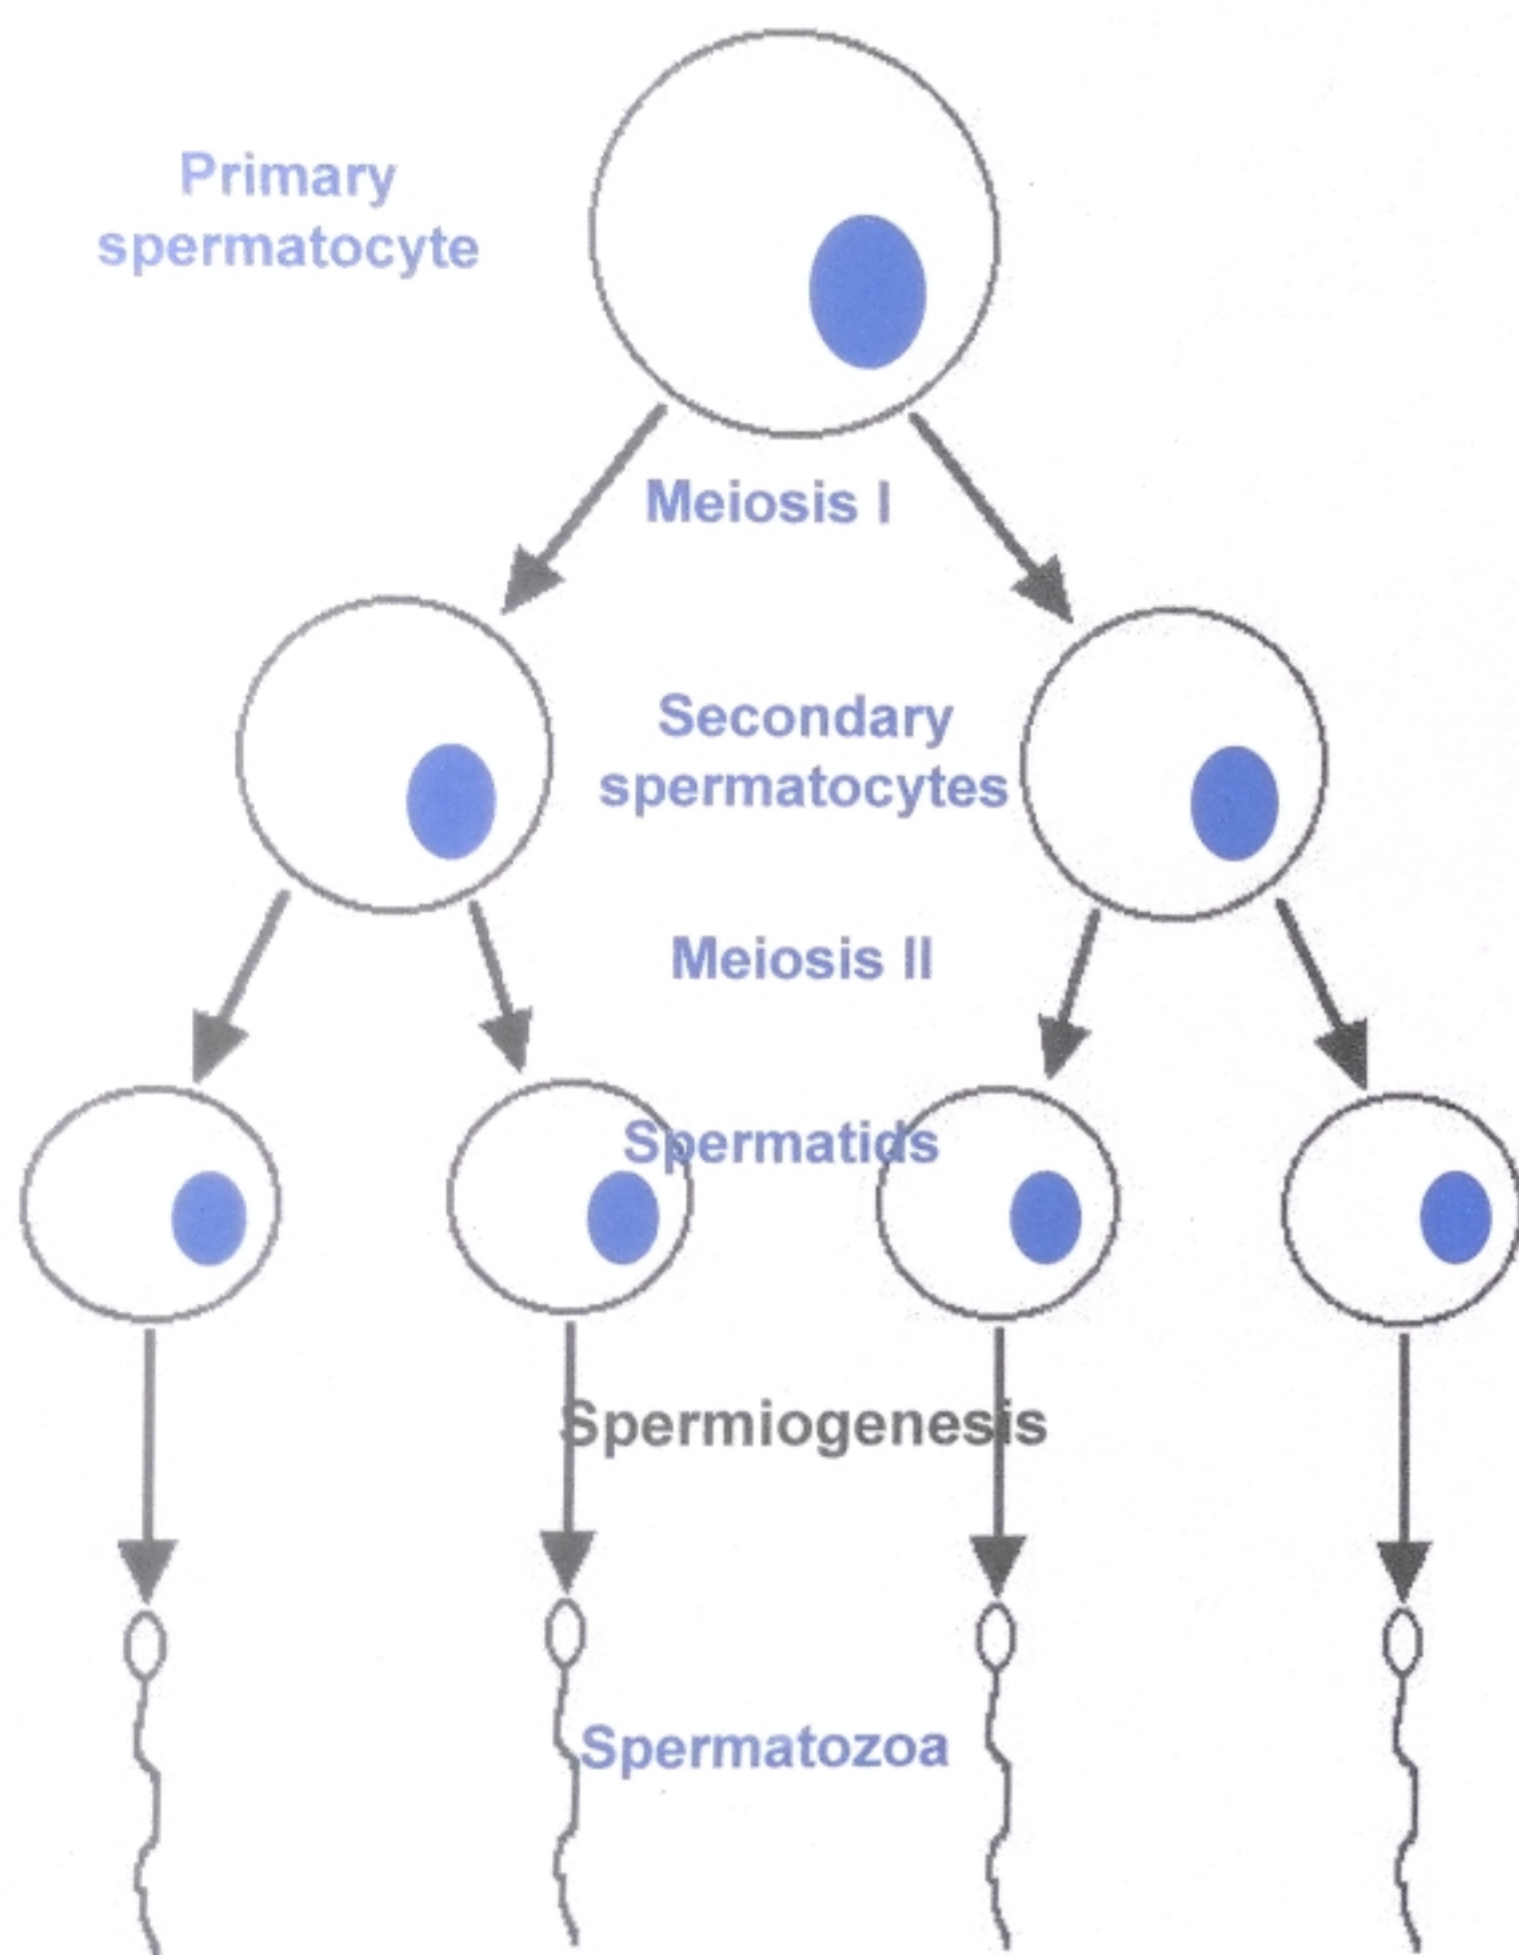 Primary
spermatocyte
Meiosis I
Secondary
spermatocytes
Meiosis II
Spermatids
Spermiogenesis
Spermatozoa